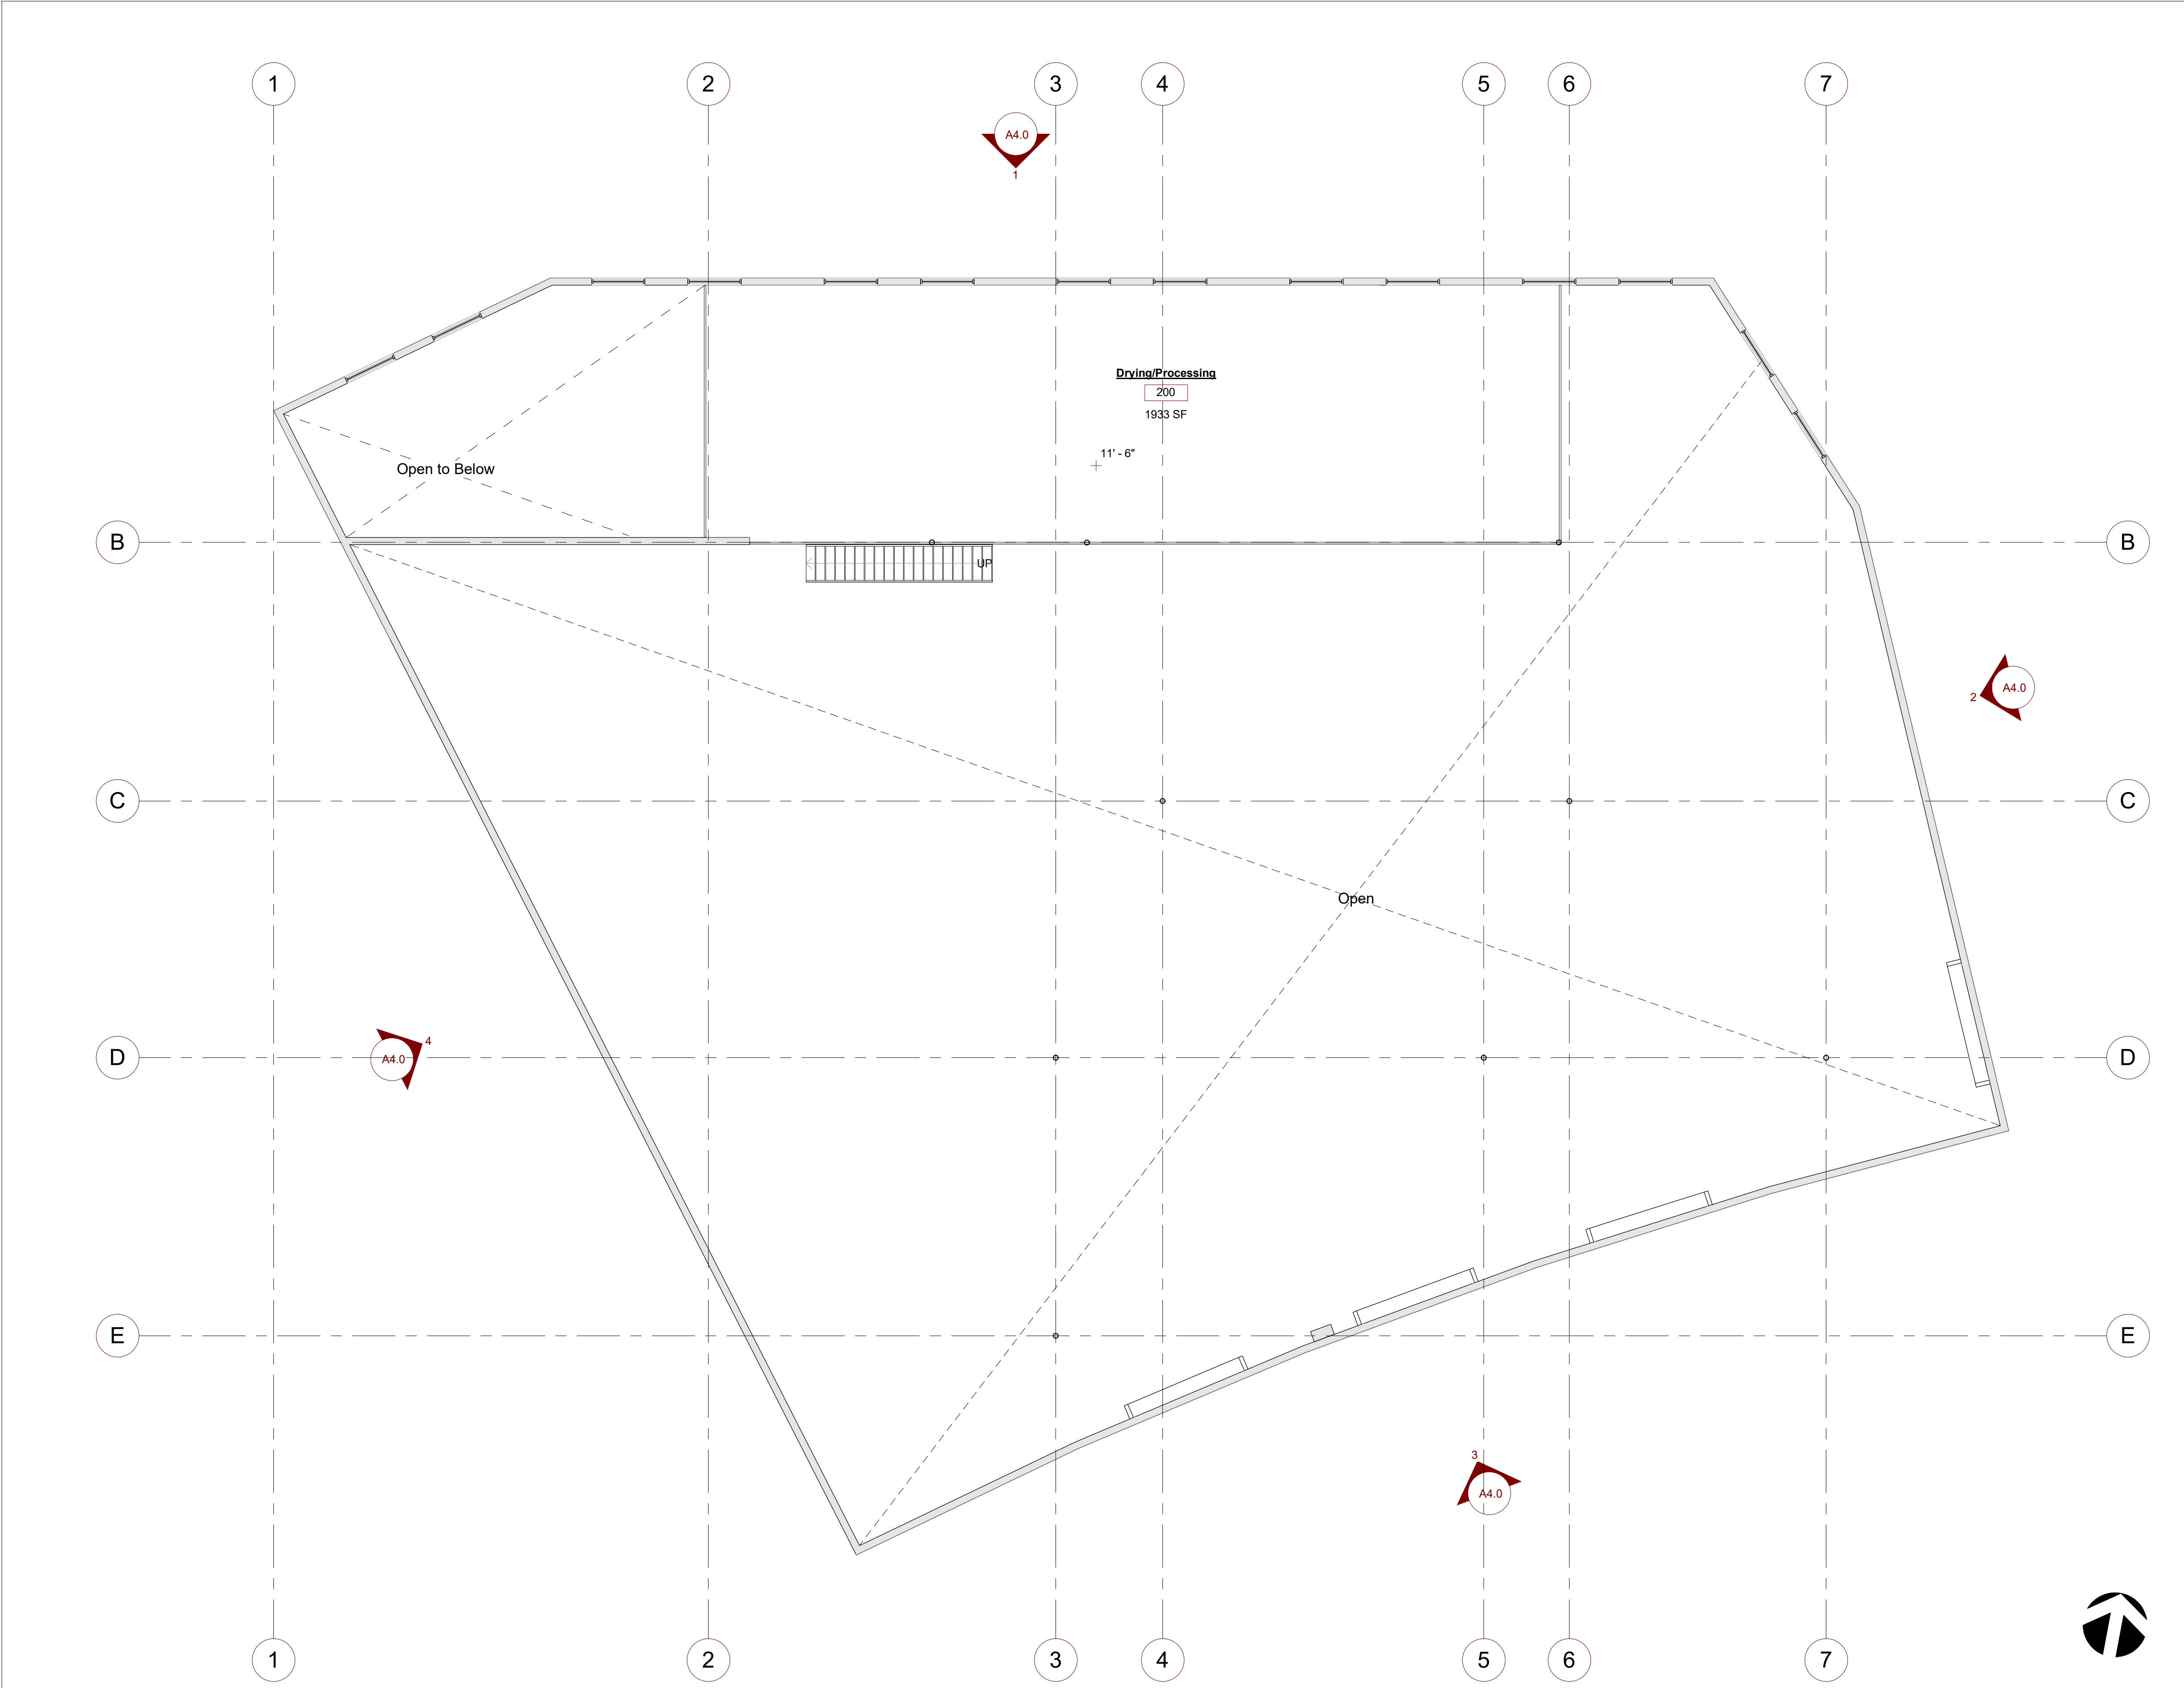 1 2 3 4 5 6 7
A4.0
1
Drying/Processing
200
1933 SF
11' - 6"
Open to Below
B B
UP
2 A4.0
C C
Open
4
A4.0
D D
E E
3
A4.0
1 2 3 4 5 6 7